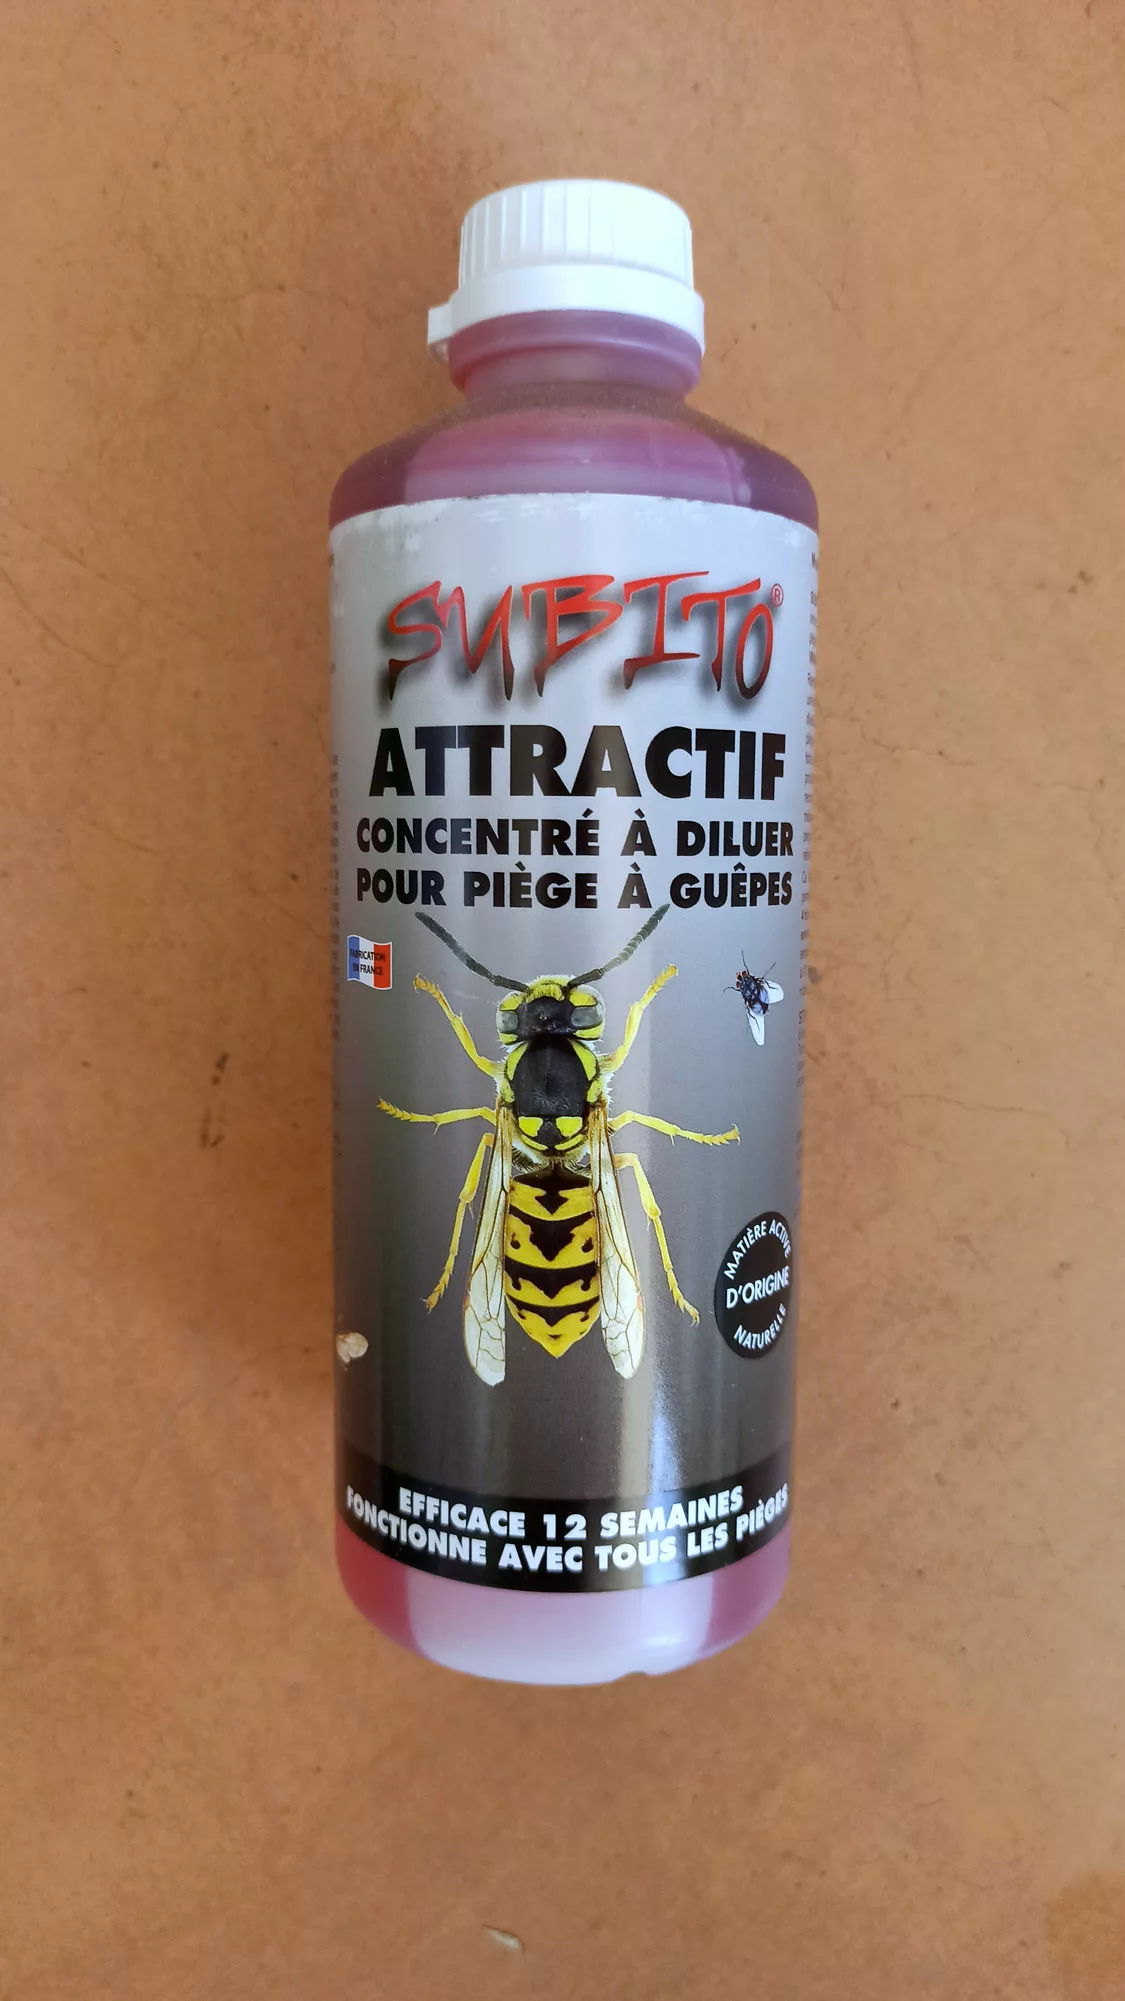 SUBITO®
ATTRACTIF
CONCENTRÉ À DILUER
POUR PIÈGE À GUÊPES
FABRICATION
EN FRANCE
MATIÈRE ACTIVE
D'ORIGINE
NATURELLE
EFFICACE 12 SEMAINES
FONCTIONNE AVEC TOUS LES PIÈGES